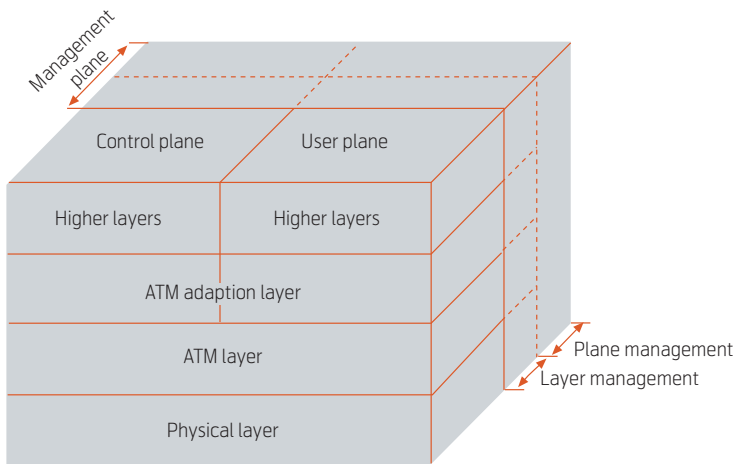 Management
plane
Control plane
User plane
Higher layers
Higher layers
ATM adaption layer
ATM layer
Plane management
Layer management
Physical layer